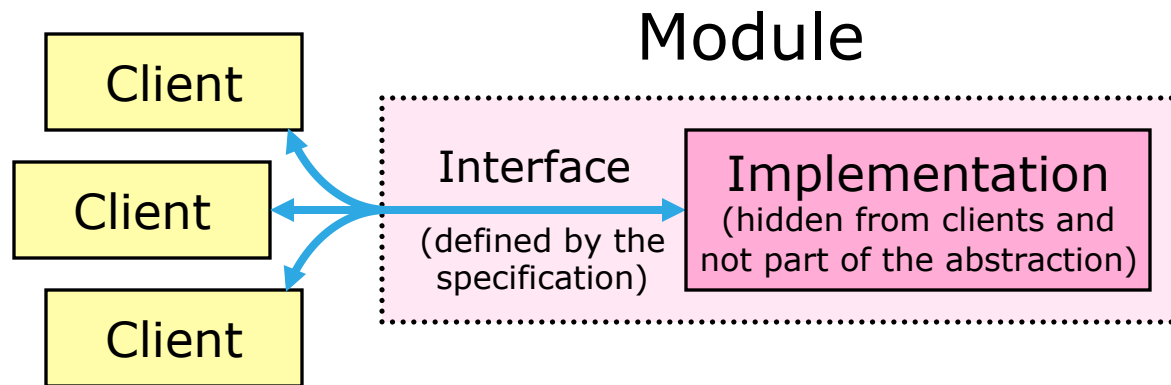 Module
Client
Client
Client
Interface
(defined by the
specification)
Implementation
(hidden from clients and
not part of the abstraction)